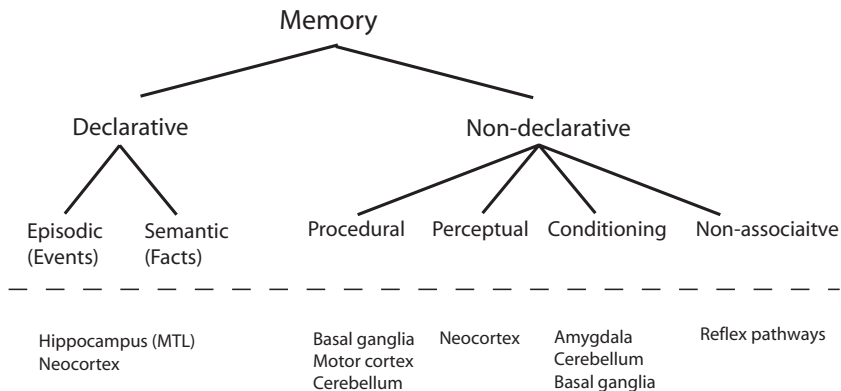 Memory
Declarative
Non-declarative
Episodic
(Events)
Semantic
(Facts)
Procedural
Perceptual
Conditioning
Non-associaitve
Hippocampus (MTL)
Neocortex
Basal ganglia
Motor cortex
Cerebellum
Neocortex
Amygdala
Cerebellum
Basal ganglia
Reflex pathways